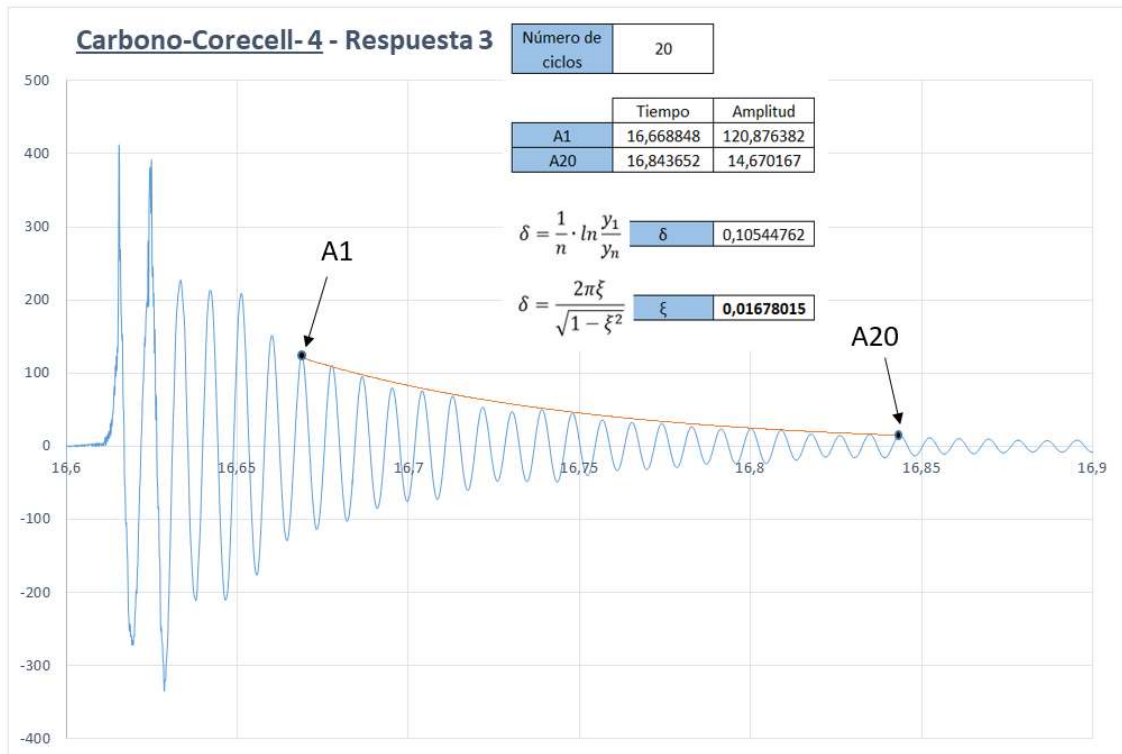 Carbono-Corecell-4 - Respuesta 3
Número de ciclos 20
Tiempo Amplitud
A1 16,668848 120,876382
A20 16,843652 14,670167
δ = 1/n · ln y₁/yₙ δ 0,10544762
δ = 2πξ/√(1 − ξ²) ξ 0,01678015
A1
A20
500
400
300
200
100
0
-100
-200
-300
-400
16,6 16,65 16,7 16,75 16,8 16,85 16,9